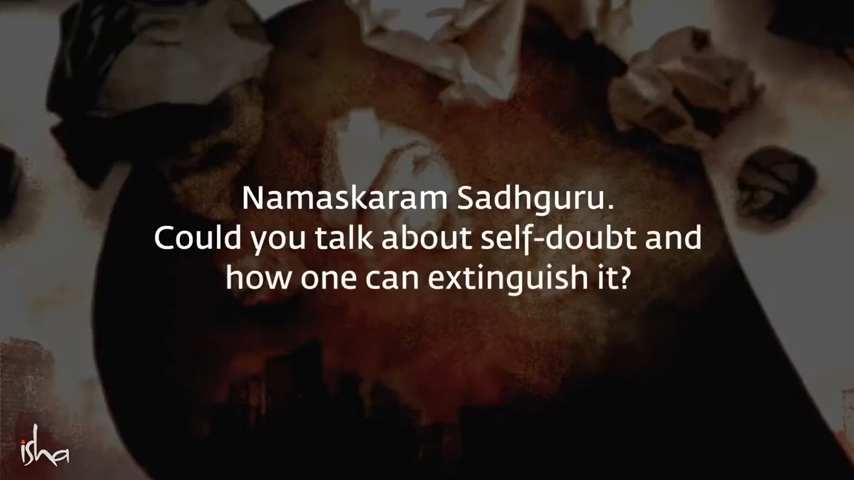 Namaskaram Sadhguru.
Could you talk about self-doubt and
how one can extinguish it?
isha